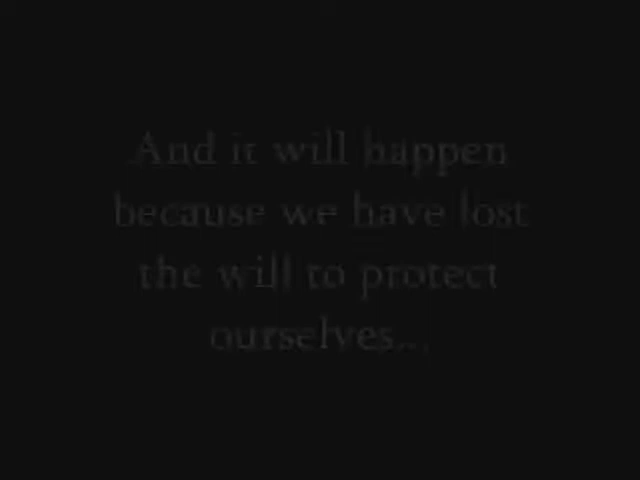 And it will happen
because we have lost
the will to protect
ourselves...